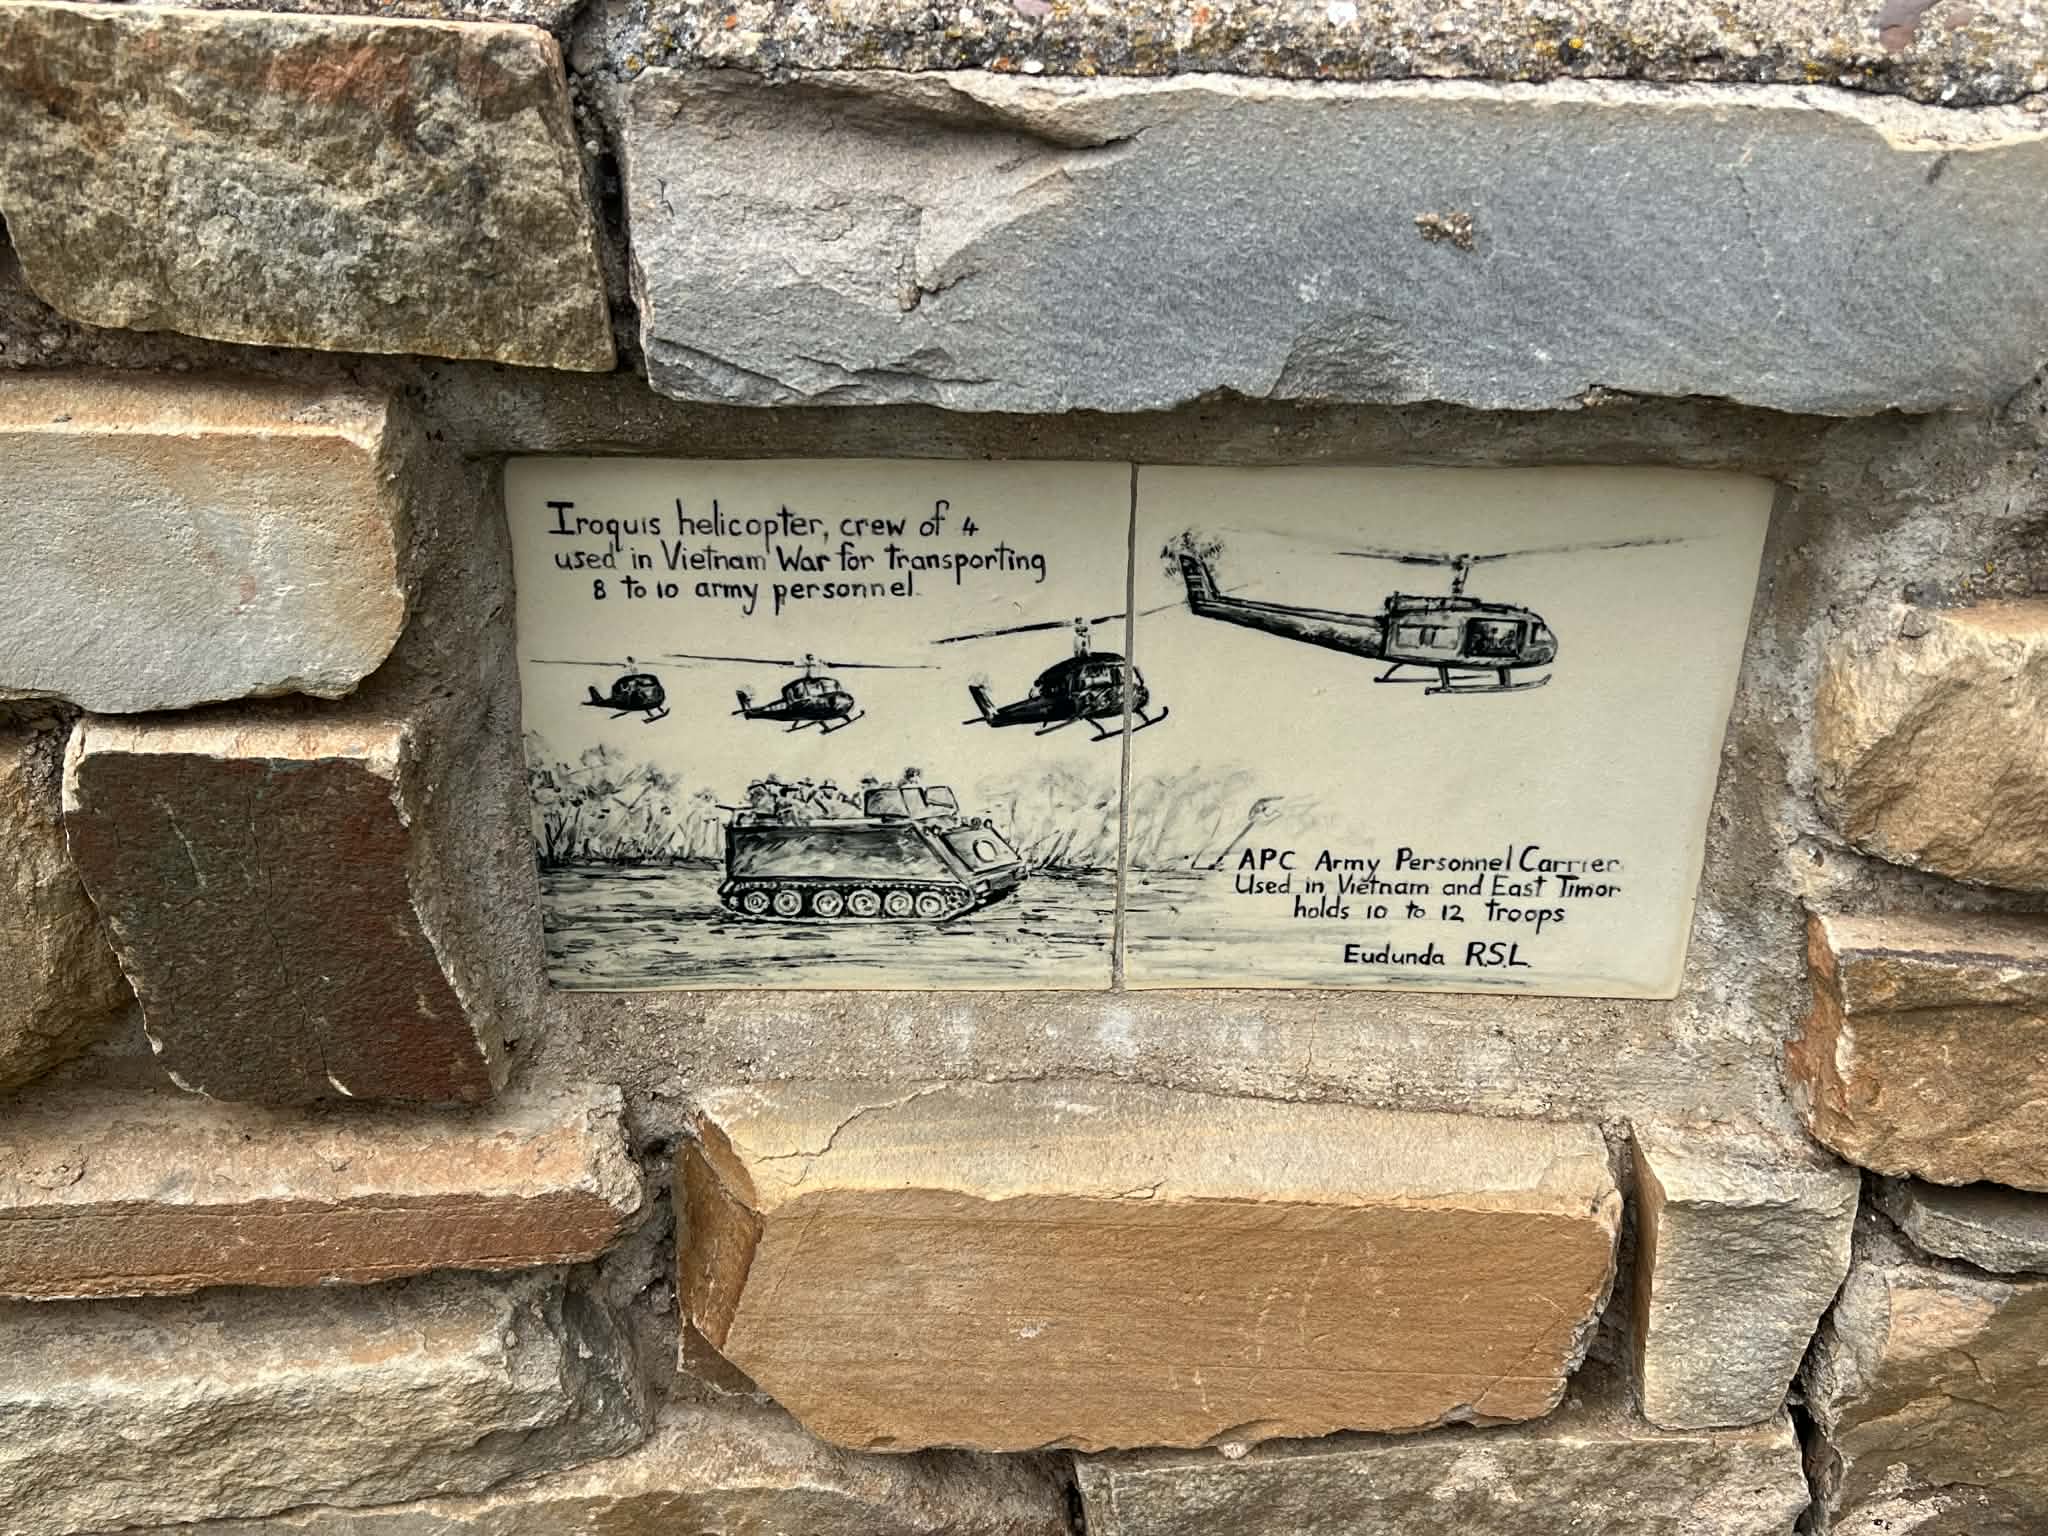 Iroquis helicopter, crew of 4
used in Vietnam War for transporting
8 to 10 army personnel.
APC Army Personnel Carrier
Used in Vietnam and East Timor
holds 10 to 12 troops
Eudunda R.S.L.